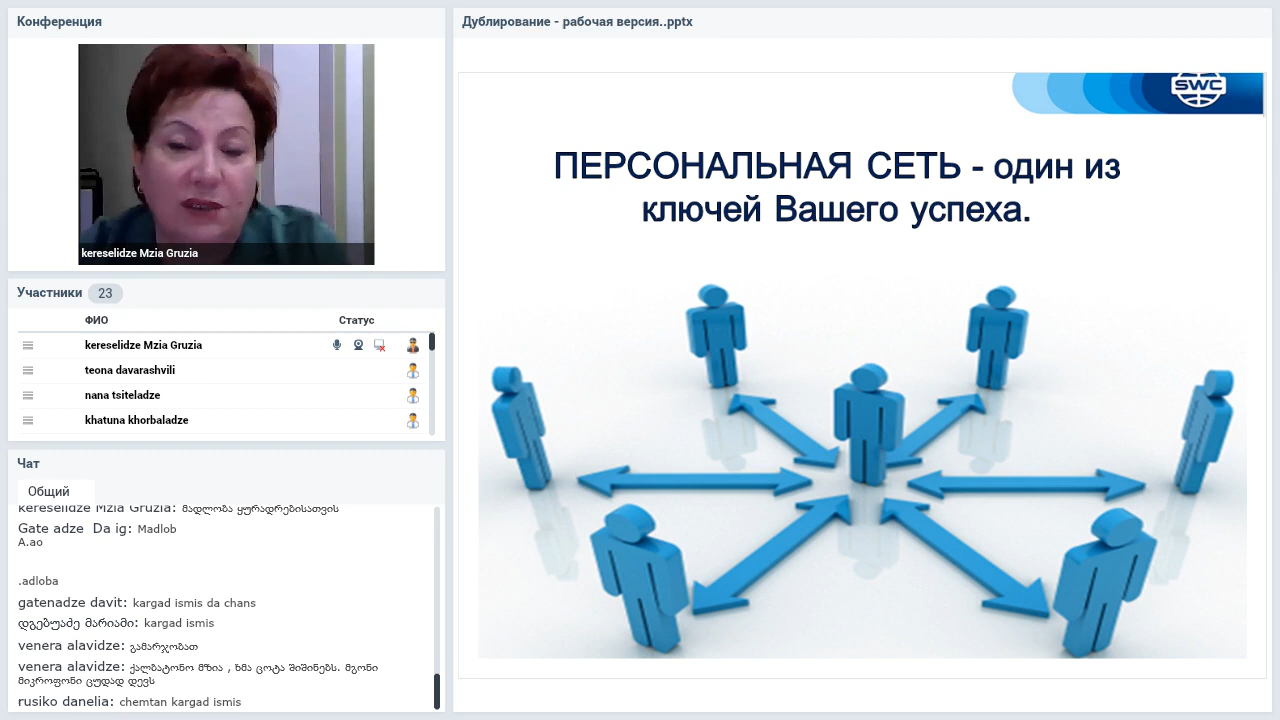 Конференция
kereselidze Mzia Gruzia
Участники 23
ФИО Статус
kereselidze Mzia Gruzia
teona davarashvili
nana tsiteladze
khatuna khorbaladze
Чат
Общий
kereselidze Mzia Gruzia: მადლობა ყურადრებისათვის
Gate adze Da ig: Madlob
A.ao
.adloba
gatenadze davit: kargad ismis da chans
დგებუაძე მარიამი: kargad ismis
venera alavidze: გამარჯობათ
venera alavidze: ქალბატონო მზია , ხმა ცოტა შიშინებს. მგონი
მიკროფონი ცუდად დევს
rusiko danelia: chemtan kargad ismis
Дублирование - рабочая версия..pptx
SWC
ПЕРСОНАЛЬНАЯ СЕТЬ - один из
ключей Вашего успеха.